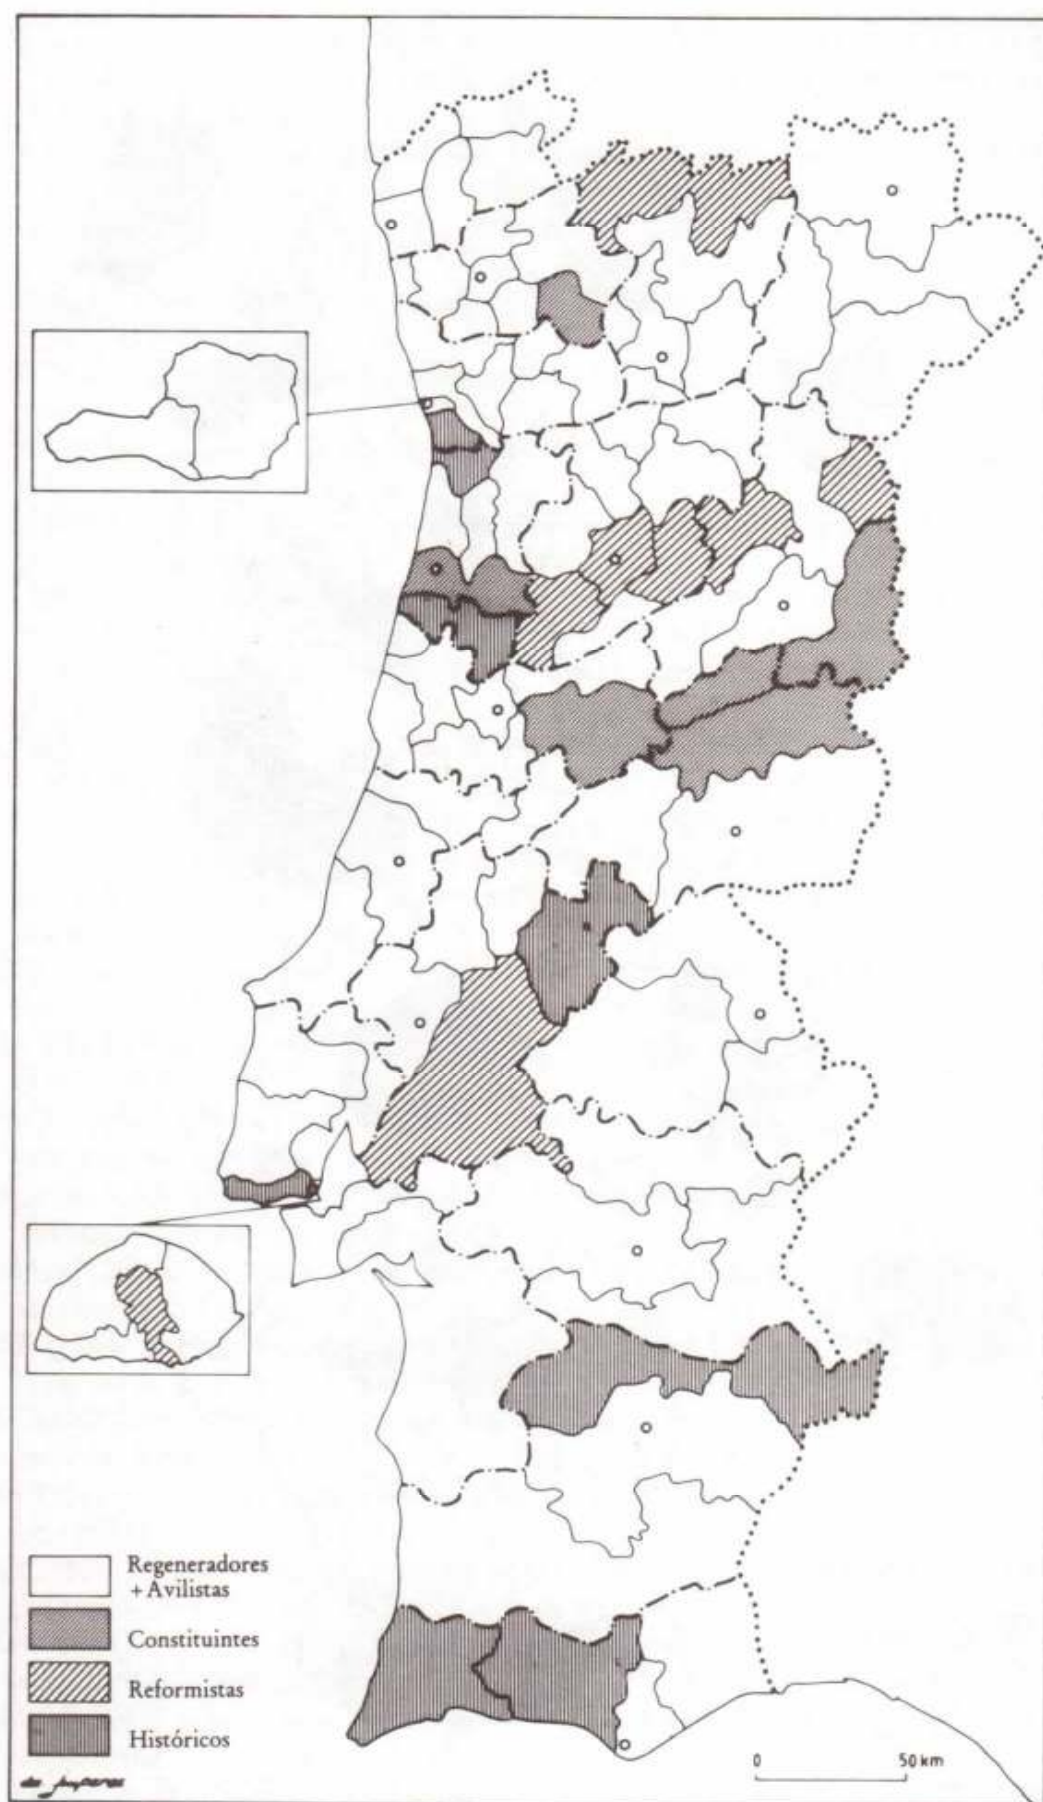 Regeneradores
+ Avilistas
Constituintes
Reformistas
Históricos
0 50 km